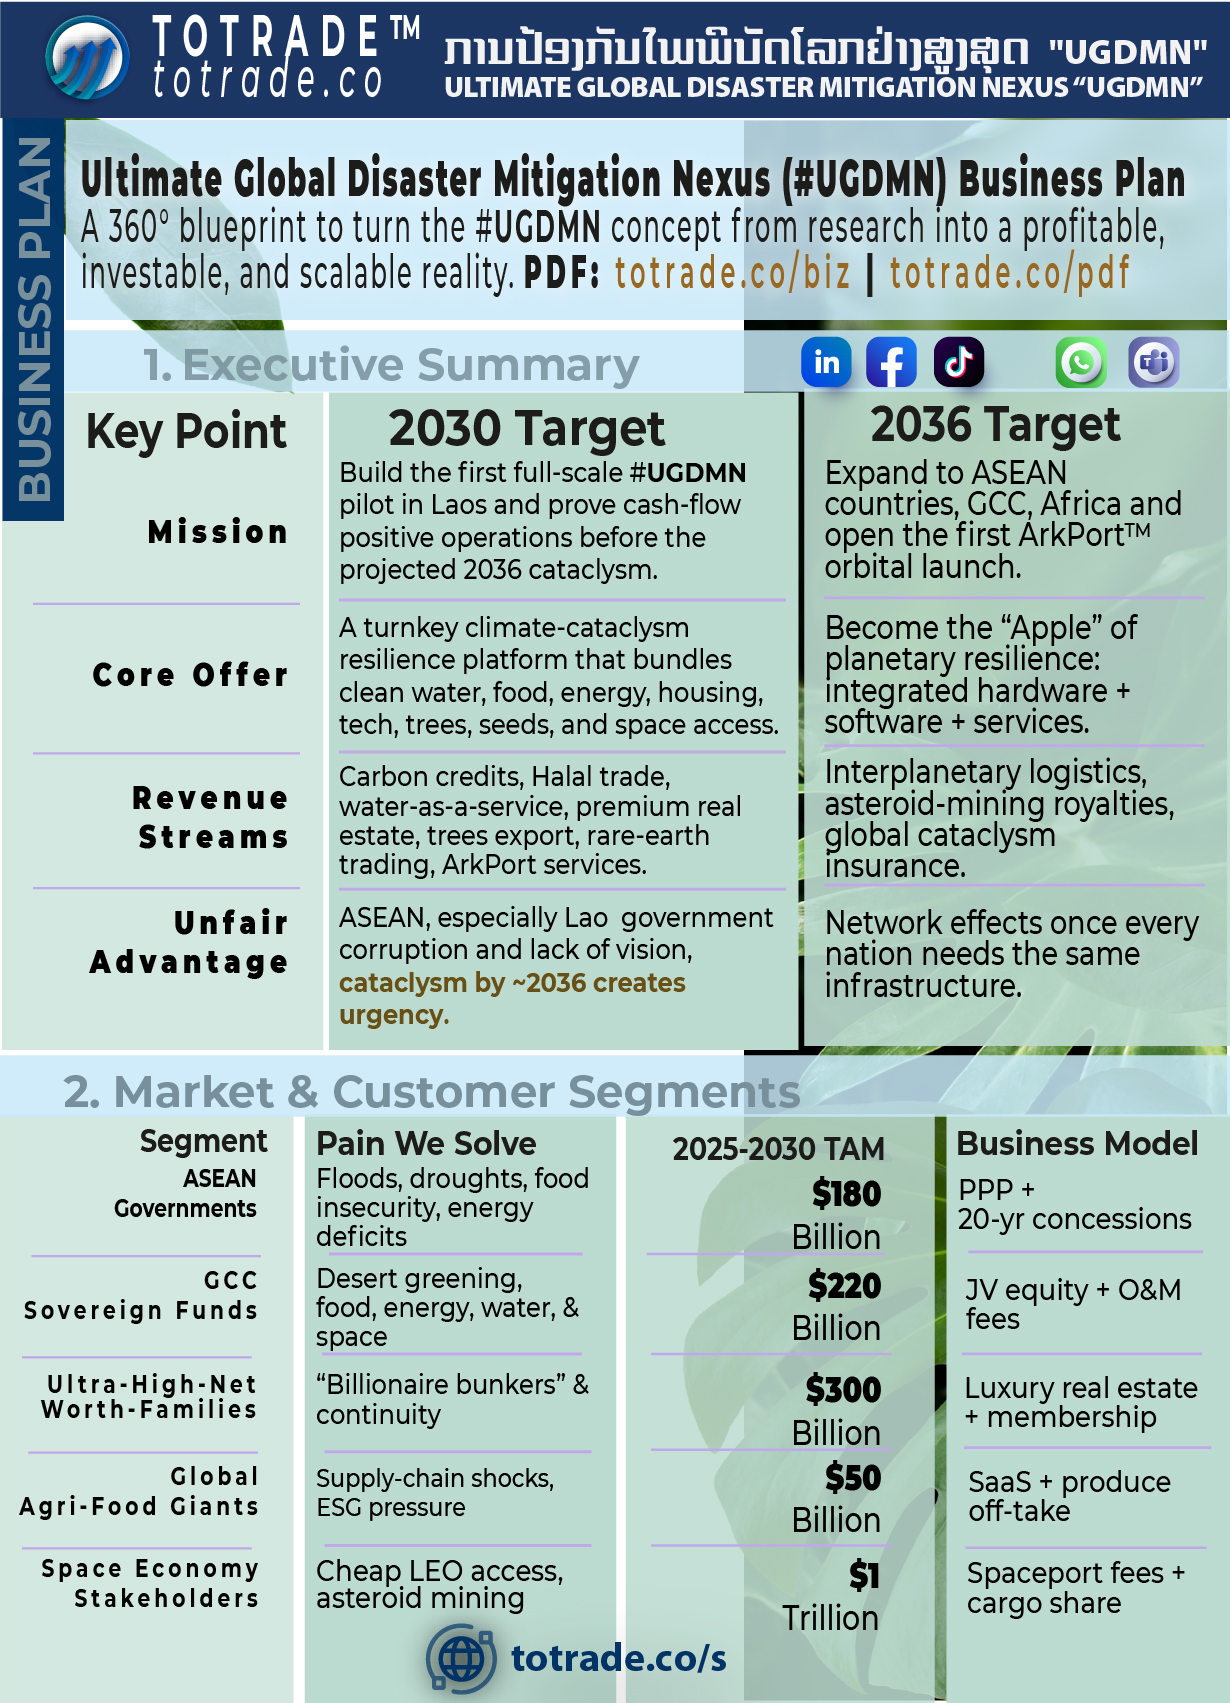 TOTRADE™
totrade.co
ການປ້ອງກັນໄພພິບັດໂລກຢ່າງສູງສຸດ "UGDMN"
ULTIMATE GLOBAL DISASTER MITIGATION NEXUS “UGDMN”
BUSINESS PLAN
Ultimate Global Disaster Mitigation Nexus (#UGDMN) Business Plan
A 360° blueprint to turn the #UGDMN concept from research into a profitable,
investable, and scalable reality. PDF: totrade.co/biz | totrade.co/pdf
1. Executive Summary
in
Key Point
2030 Target
2036 Target
Mission
Build the first full-scale #UGDMN
pilot in Laos and prove cash-flow
positive operations before the
projected 2036 cataclysm.
Expand to ASEAN
countries, GCC, Africa and
open the first ArkPort™
orbital launch.
Core Offer
A turnkey climate-cataclysm
resilience platform that bundles
clean water, food, energy, housing,
tech, trees, seeds, and space access.
Become the “Apple” of
planetary resilience:
integrated hardware +
software + services.
Revenue
Streams
Carbon credits, Halal trade,
water-as-a-service, premium real
estate, trees export, rare-earth
trading, ArkPort services.
Interplanetary logistics,
asteroid-mining royalties,
global cataclysm
insurance.
Unfair
Advantage
ASEAN, especially Lao government
corruption and lack of vision,
cataclysm by ~2036 creates
urgency.
Network effects once every
nation needs the same
infrastructure.
2. Market & Customer Segments
Segment
Pain We Solve
2025-2030 TAM
Business Model
ASEAN
Governments
Floods, droughts, food
insecurity, energy
deficits
$180
Billion
PPP +
20-yr concessions
GCC
Sovereign Funds
Desert greening,
food, energy, water, &
space
$220
Billion
JV equity + O&M
fees
Ultra-High-Net
Worth-Families
“Billionaire bunkers” &
continuity
$300
Billion
Luxury real estate
+ membership
Global
Agri-Food Giants
Supply-chain shocks,
ESG pressure
$50
Billion
SaaS + produce
off-take
Space Economy
Stakeholders
Cheap LEO access,
asteroid mining
$1
Trillion
Spaceport fees +
cargo share
totrade.co/s